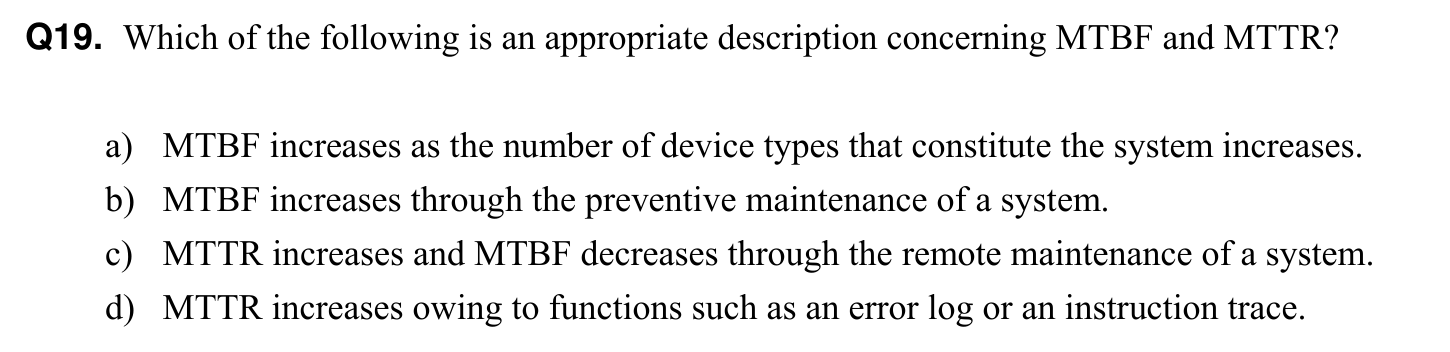 Q19. Which of the following is an appropriate description concerning MTBF and MTTR?
a) MTBF increases as the number of device types that constitute the system increases.
b) MTBF increases through the preventive maintenance of a system.
c) MTTR increases and MTBF decreases through the remote maintenance of a system.
d) MTTR increases owing to functions such as an error log or an instruction trace.